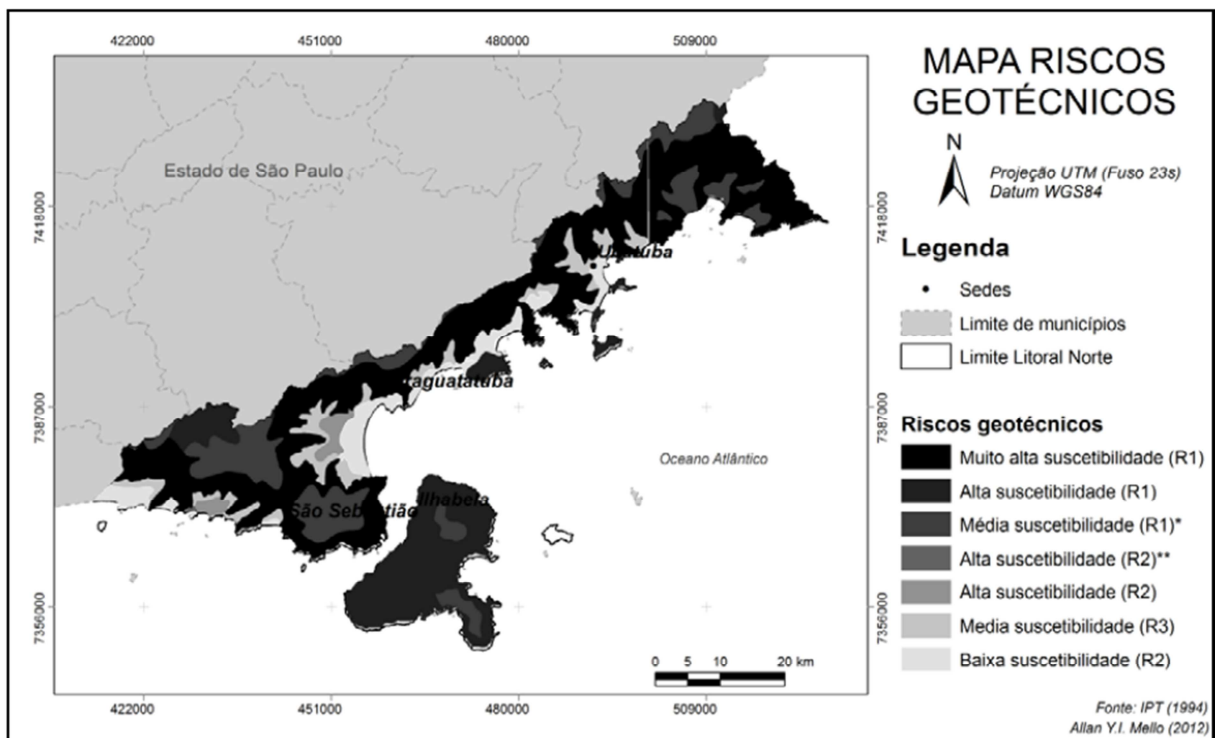 422000 451000 480000 509000
MAPA RISCOS
GEOTÉCNICOS
N
Projeção UTM (Fuso 23s)
Datum WGS84
Estado de São Paulo
7418000 7418000
Legenda
Sedes
Limite de municípios
Limite Litoral Norte
raguatatuba
7387000 7387000
Oceano Atlântico
Ilhabela
São Sebastião
Riscos geotécnicos
Muito alta suscetibilidade (R1)
Alta suscetibilidade (R1)
Média suscetibilidade (R1)*
Alta suscetibilidade (R2)**
Alta suscetibilidade (R2)
Media suscetibilidade (R3)
Baixa suscetibilidade (R2)
7356000 7356000
0 5 10 20 km
422000 451000 480000 509000
Fonte: IPT (1994)
Allan Y.I. Mello (2012)